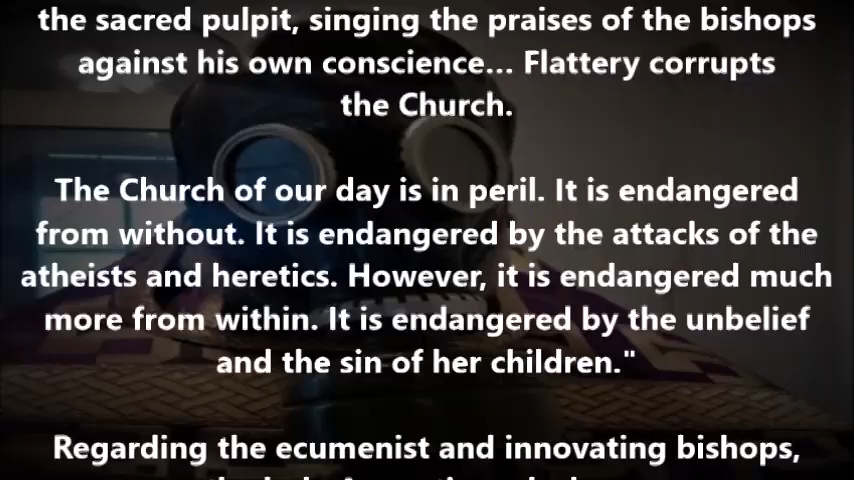 the sacred pulpit, singing the praises of the bishops
against his own conscience... Flattery corrupts
the Church.
The Church of our day is in peril. It is endangered
from without. It is endangered by the attacks of the
atheists and heretics. However, it is endangered much
more from within. It is endangered by the unbelief
and the sin of her children."
Regarding the ecumenist and innovating bishops,